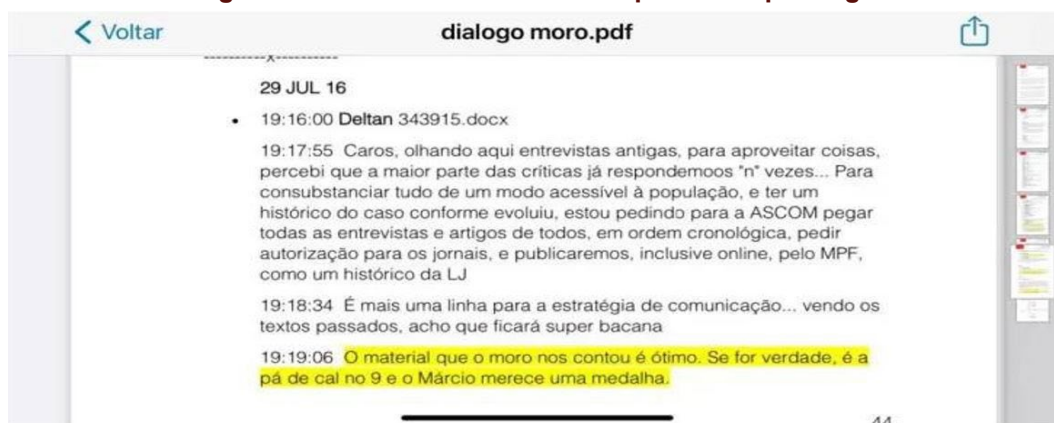 Voltar
dialogo moro.pdf
29 JUL 16
• 19:16:00 Deltan 343915.docx
19:17:55 Caros, olhando aqui entrevistas antigas, para aproveitar coisas,
percebi que a maior parte das críticas já respondemoos "n" vezes... Para
consubstanciar tudo de um modo acessível à população, e ter um
histórico do caso conforme evoluiu, estou pedindo para a ASCOM pegar
todas as entrevistas e artigos de todos, em ordem cronológica, pedir
autorização para os jornais, e publicaremos, inclusive online, pelo MPF,
como um histórico da LJ
19:18:34 É mais uma linha para a estratégia de comunicação... vendo os
textos passados, acho que ficará super bacana
19:19:06 O material que o moro nos contou é ótimo. Se for verdade, é a
pá de cal no 9 e o Márcio merece uma medalha.